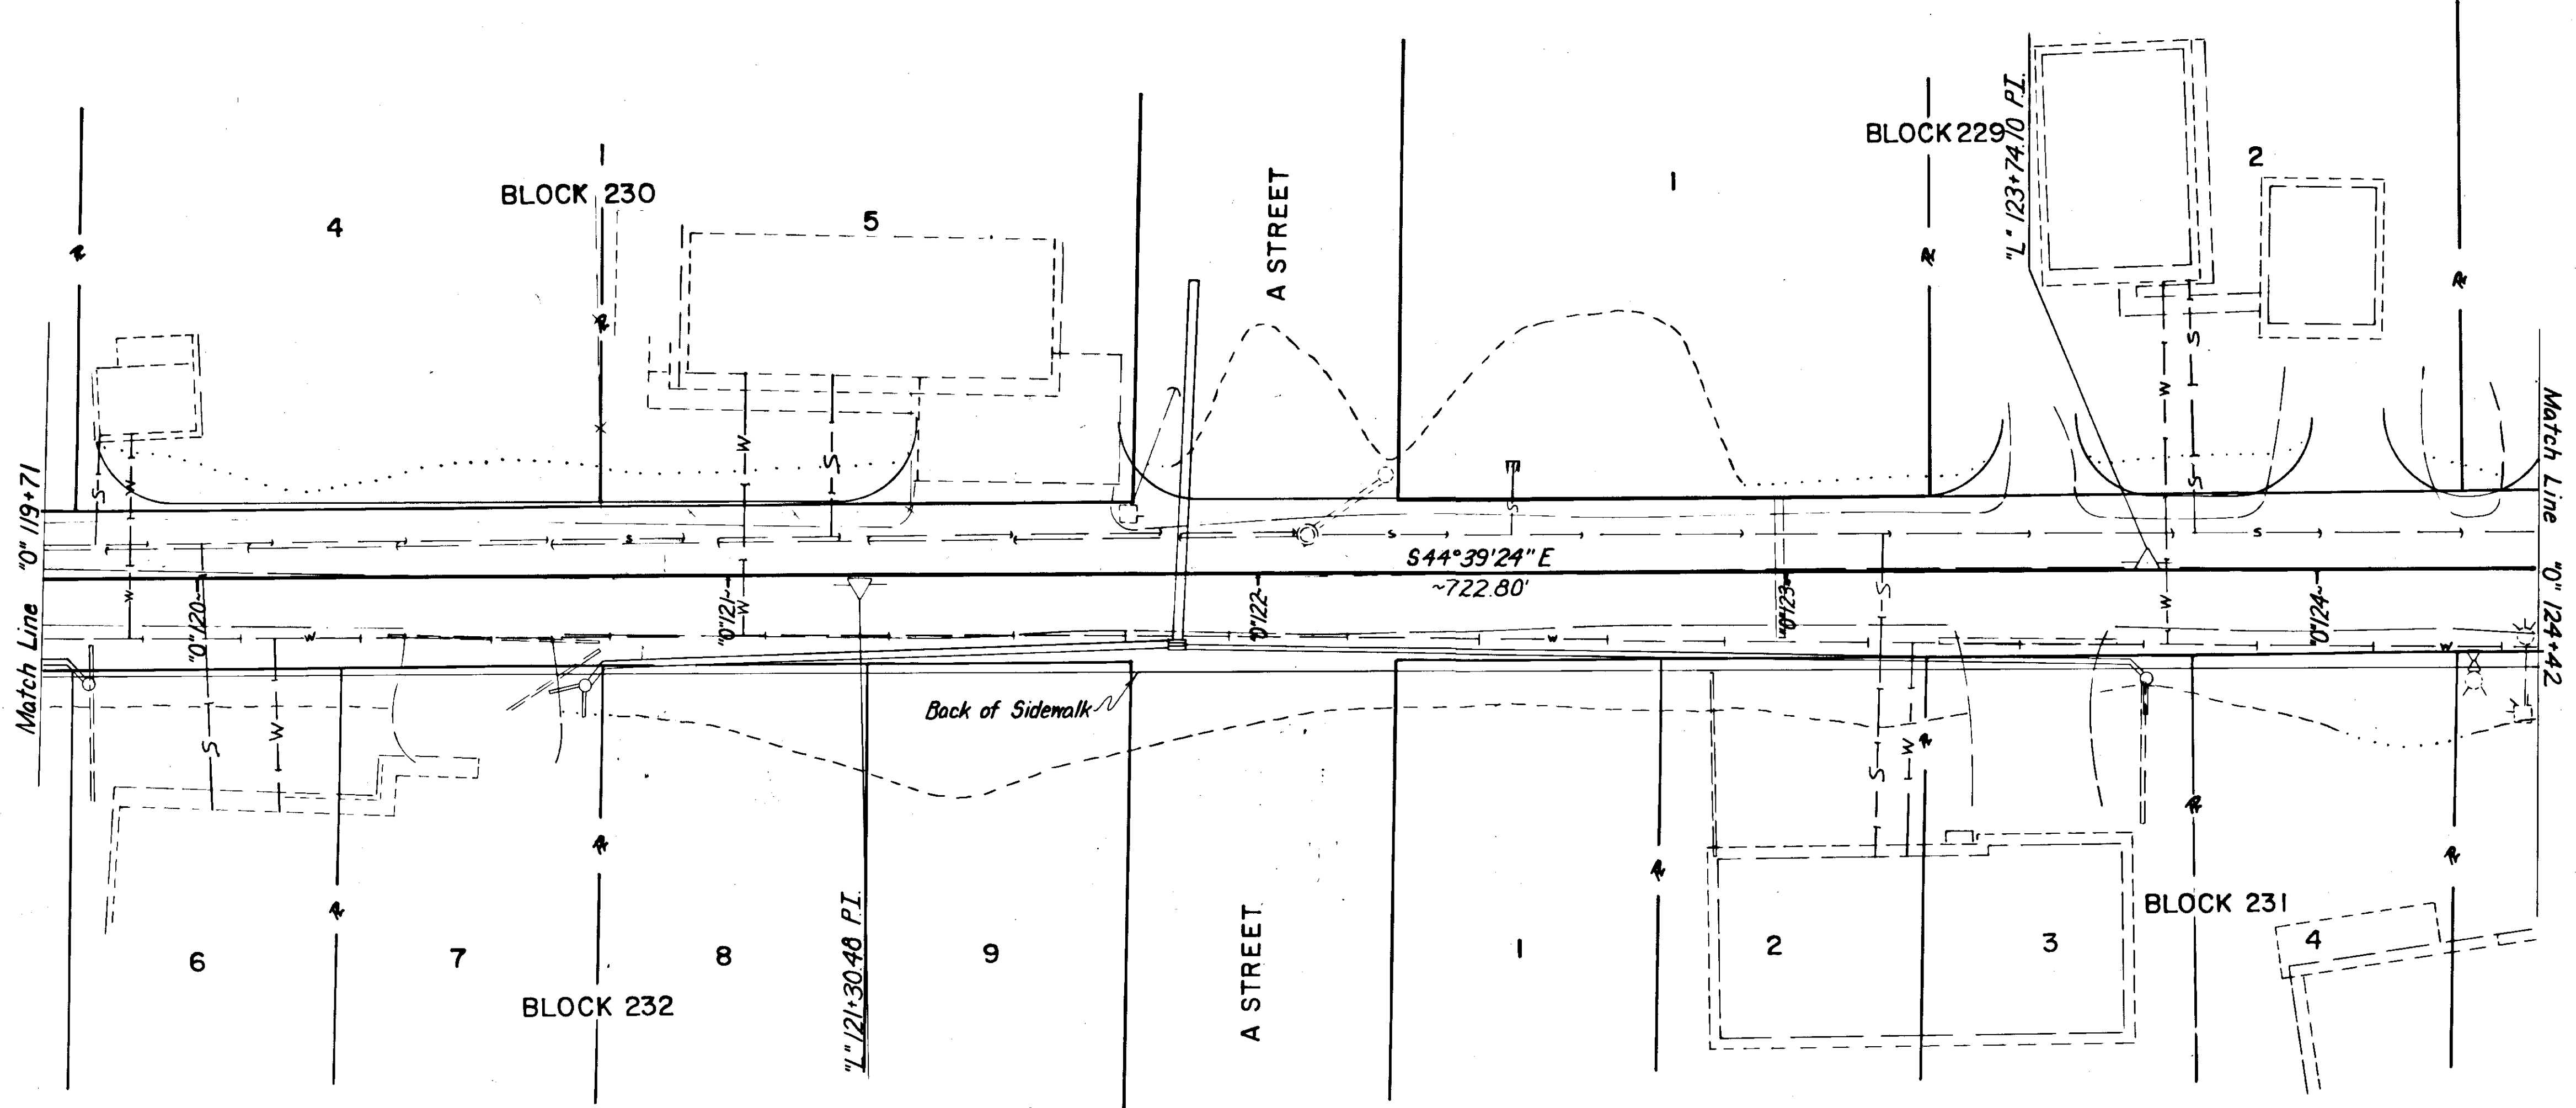 BLOCK 230
4
5
A STREET
1
BLOCK 229
"L" 123+74.10 P.I.
2
Match Line "O" 119+71
Match Line "O" 124+42
S
W
W
S
W
S
S
W
S
S
S
S
S44°39'24" E
~722.80'
"O" 120~
"O" 121~
"O" 122~
"O" 123~
"O" 124~
W
W
S
W
W
W
W
W
Back of Sidewalk
S
W
S
W
6
7
8
9
"L" 121+30.48 P.I.
A STREET
1
2
3
4
BLOCK 231
BLOCK 232